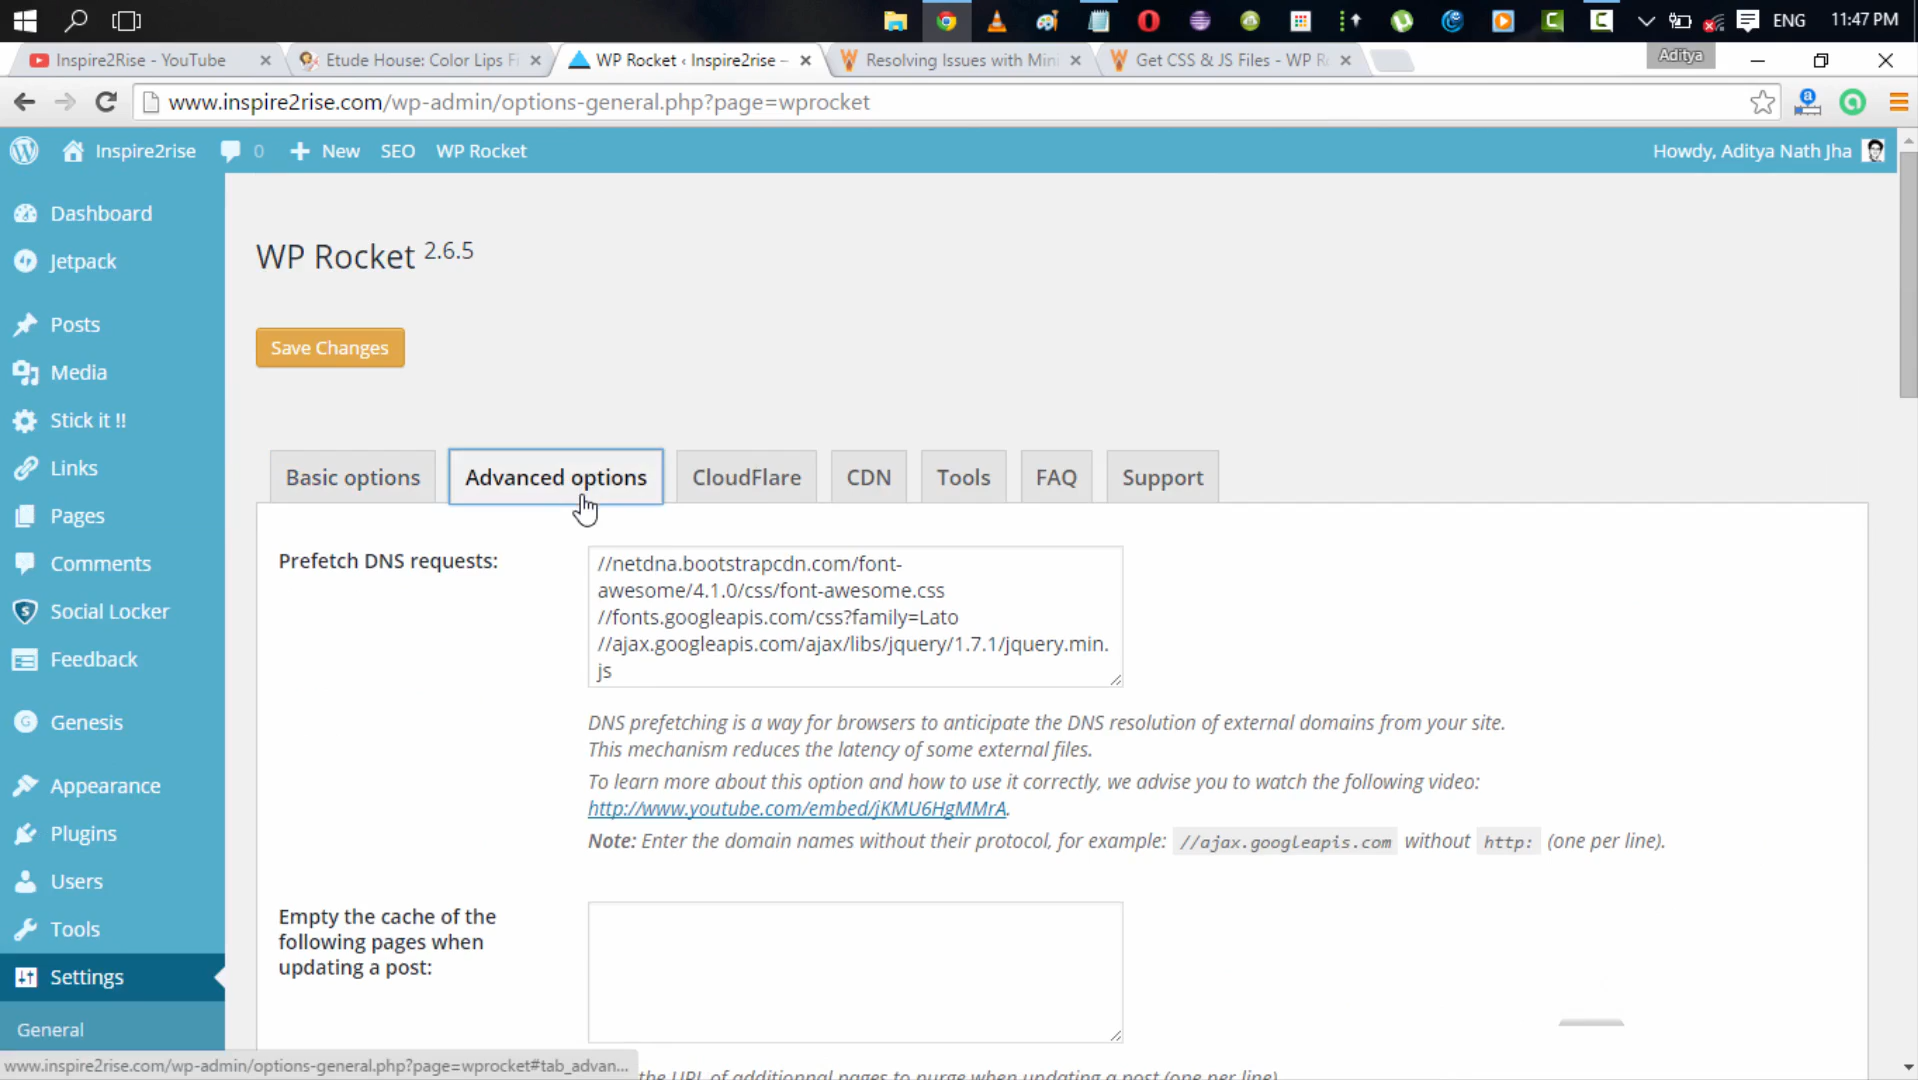 ENG
11:47 PM
Inspire2Rise - YouTube
Etude House: Color Lips Fi
WP Rocket ‹ Inspire2rise –
Resolving Issues with Mini
Get CSS & JS Files - WP R
Aditya
www.inspire2rise.com/wp-admin/options-general.php?page=wprocket
Inspire2rise
0
New
SEO
WP Rocket
Howdy, Aditya Nath Jha
Dashboard
Jetpack
Posts
Media
Stick it !!
Links
Pages
Comments
Social Locker
Feedback
Genesis
Appearance
Plugins
Users
Tools
Settings
General
WP Rocket 2.6.5
Save Changes
Basic options
Advanced options
CloudFlare
CDN
Tools
FAQ
Support
Prefetch DNS requests:
//netdna.bootstrapcdn.com/font-
awesome/4.1.0/css/font-awesome.css
//fonts.googleapis.com/css?family=Lato
//ajax.googleapis.com/ajax/libs/jquery/1.7.1/jquery.min.
js
DNS prefetching is a way for browsers to anticipate the DNS resolution of external domains from your site.
This mechanism reduces the latency of some external files.
To learn more about this option and how to use it correctly, we advise you to watch the following video:
http://www.youtube.com/embed/jKMU6HgMMrA.
Note: Enter the domain names without their protocol, for example: //ajax.googleapis.com without http: (one per line).
Empty the cache of the
following pages when
updating a post:
the URL of additionnal pages to purge when updating a post (one per line)
www.inspire2rise.com/wp-admin/options-general.php?page=wprocket#tab_advan...